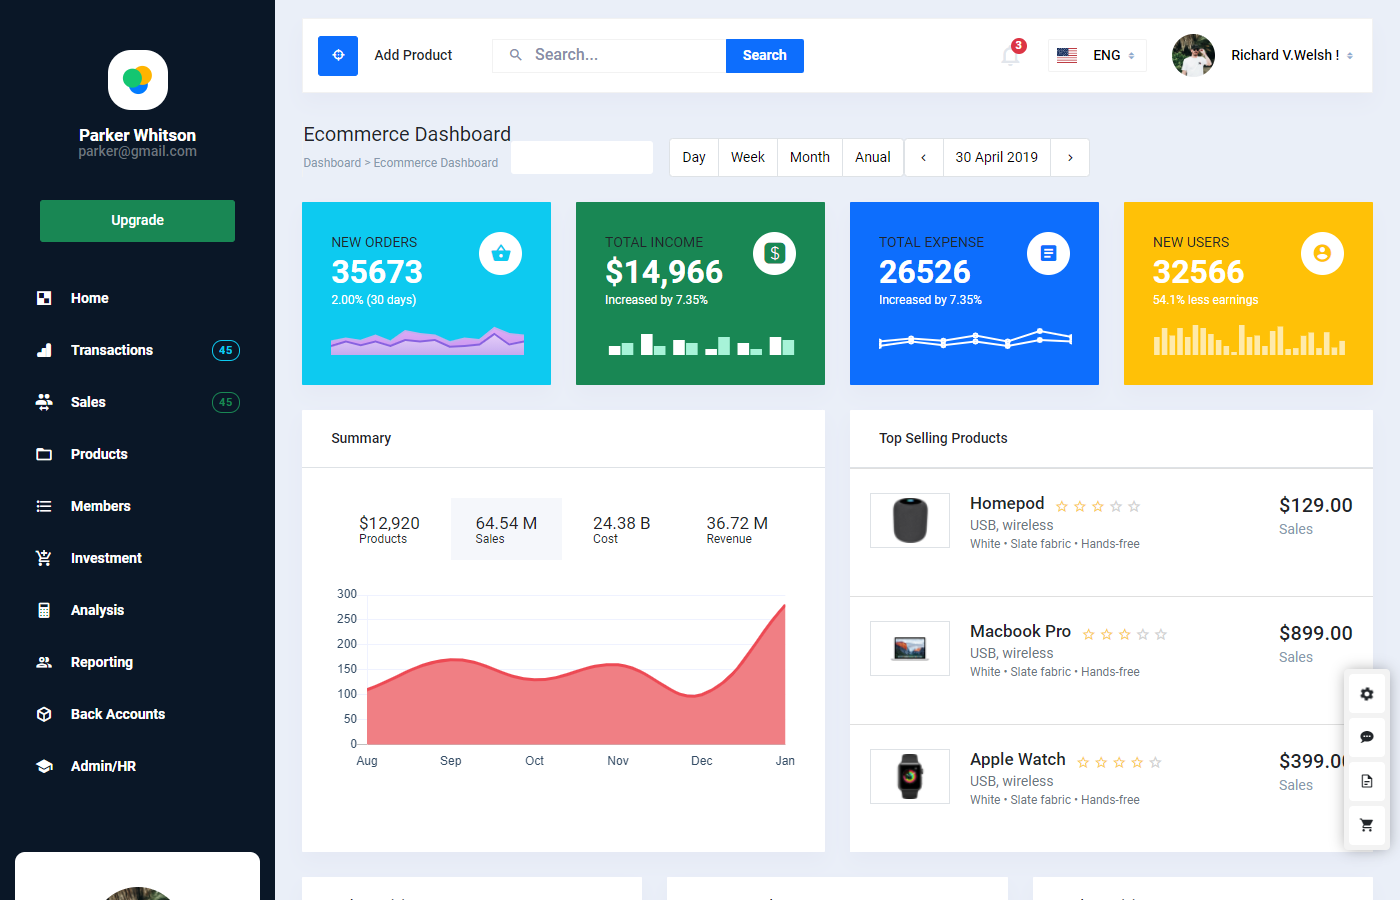 Parker Whitson
parker@gmail.com
Upgrade
Home
Transactions 45
Sales 45
Products
Members
Investment
Analysis
Reporting
Back Accounts
Admin/HR
Add Product
Search...
Search
3
ENG
Richard V.Welsh !
Ecommerce Dashboard
Dashboard > Ecommerce Dashboard
Day Week Month Anual < 30 April 2019 >
NEW ORDERS
35673
2.00% (30 days)
TOTAL INCOME
$14,966
Increased by 7.35%
$
TOTAL EXPENSE
26526
Increased by 7.35%
NEW USERS
32566
54.1% less earnings
Summary
$12,920
Products
64.54 M
Sales
24.38 B
Cost
36.72 M
Revenue
300
250
200
150
100
50
0
Aug Sep Oct Nov Dec Jan
Top Selling Products
Homepod
USB, wireless
White • Slate fabric • Hands-free
$129.00
Sales
Macbook Pro
USB, wireless
White • Slate fabric • Hands-free
$899.00
Sales
Apple Watch
USB, wireless
White • Slate fabric • Hands-free
$399.0
Sales